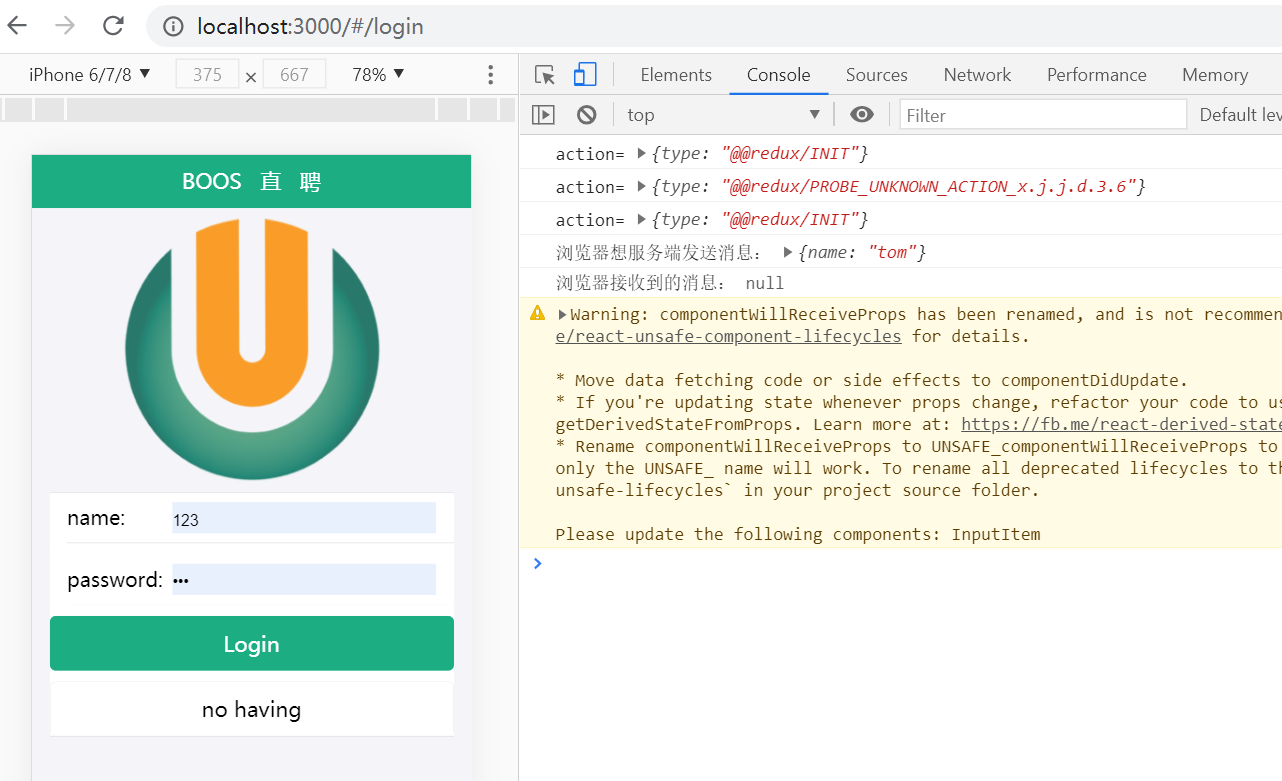 localhost:3000/#/login
iPhone 6/7/8 ▼ 375 × 667 78% ▼
Elements Console Sources Network Performance Memory
top ▼ Filter Default lev
BOOS 直 聘
name: 123
password: •••
Login
no having
action= ▶{type: "@@redux/INIT"}
action= ▶{type: "@@redux/PROBE_UNKNOWN_ACTION_x.j.j.d.3.6"}
action= ▶{type: "@@redux/INIT"}
浏览器想服务端发送消息： ▶{name: "tom"}
浏览器接收到的消息： null
▶Warning: componentWillReceiveProps has been renamed, and is not recommen
e/react-unsafe-component-lifecycles for details.
* Move data fetching code or side effects to componentDidUpdate.
* If you're updating state whenever props change, refactor your code to us
getDerivedStateFromProps. Learn more at: https://fb.me/react-derived-state
* Rename componentWillReceiveProps to UNSAFE_componentWillReceiveProps to
only the UNSAFE_ name will work. To rename all deprecated lifecycles to th
unsafe-lifecycles` in your project source folder.
Please update the following components: InputItem